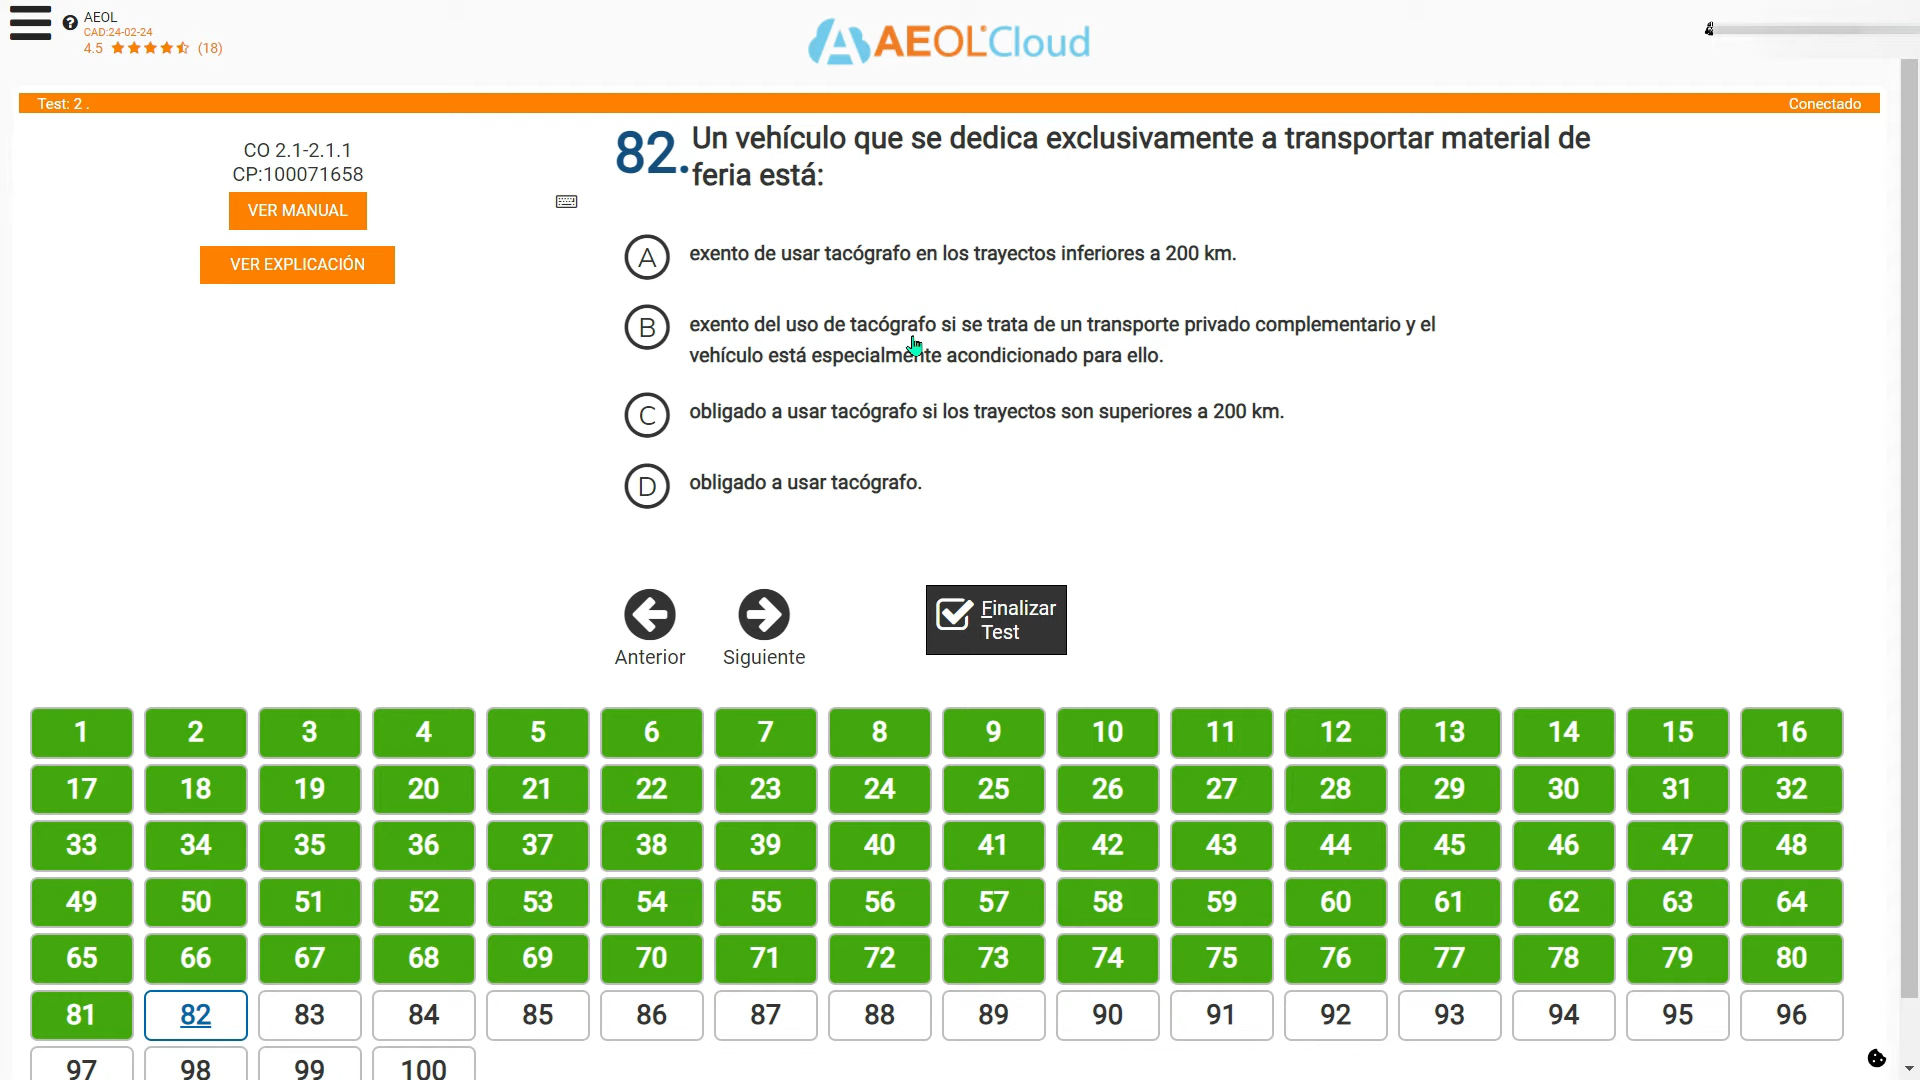 AEOL
CAD:24-02-24
4.5 (18)
AEOL Cloud
Test: 2 .
Conectado
CO 2.1-2.1.1
CP:100071658
VER MANUAL
VER EXPLICACIÓN
82. Un vehículo que se dedica exclusivamente a transportar material de
feria está:
A exento de usar tacógrafo en los trayectos inferiores a 200 km.
B exento del uso de tacógrafo si se trata de un transporte privado complementario y el
vehículo está especialmente acondicionado para ello.
C obligado a usar tacógrafo si los trayectos son superiores a 200 km.
D obligado a usar tacógrafo.
Anterior
Siguiente
Finalizar
Test
1 2 3 4 5 6 7 8 9 10 11 12 13 14 15 16
17 18 19 20 21 22 23 24 25 26 27 28 29 30 31 32
33 34 35 36 37 38 39 40 41 42 43 44 45 46 47 48
49 50 51 52 53 54 55 56 57 58 59 60 61 62 63 64
65 66 67 68 69 70 71 72 73 74 75 76 77 78 79 80
81 82 83 84 85 86 87 88 89 90 91 92 93 94 95 96
97 98 99 100